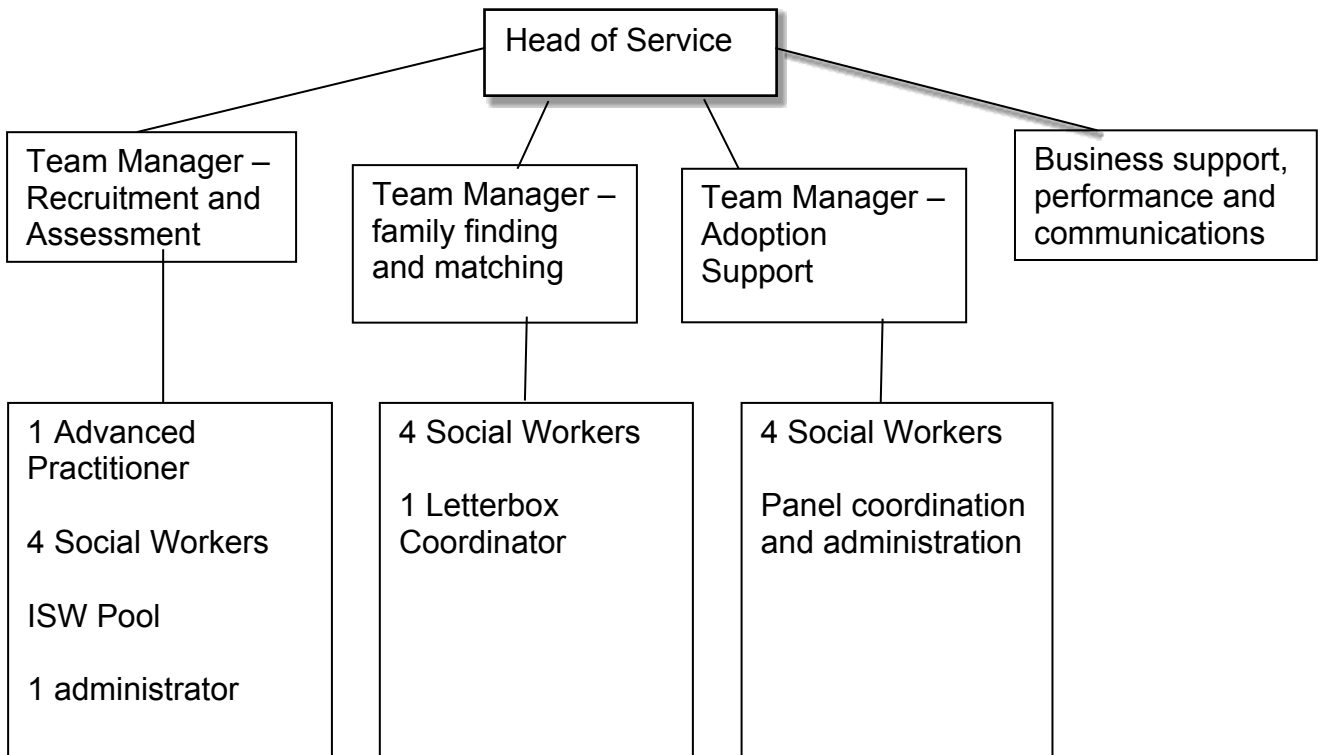 Head of Service
Team Manager –
Recruitment and
Assessment
Team Manager –
family finding
and matching
Team Manager –
Adoption
Support
Business support,
performance and
communications
1 Advanced
Practitioner
4 Social Workers
ISW Pool
1 administrator
4 Social Workers
1 Letterbox
Coordinator
4 Social Workers
Panel coordination
and administration